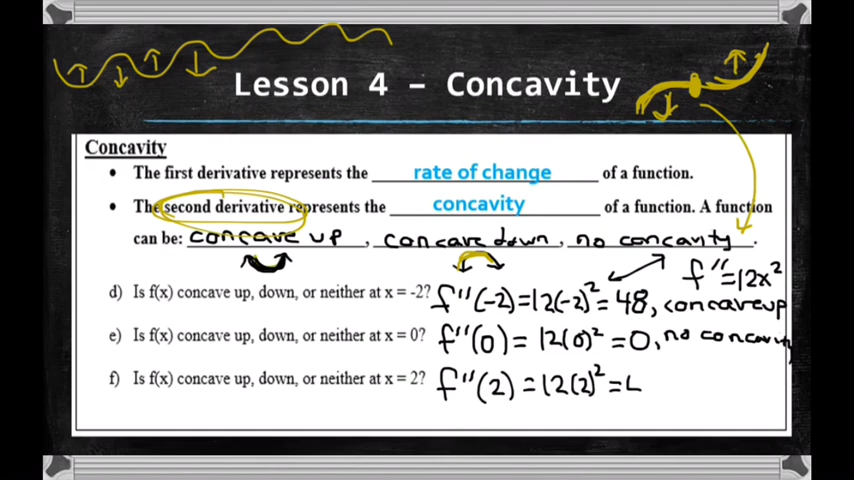 Lesson 4 – Concavity
Concavity
• The first derivative represents the rate of change of a function.
• The second derivative represents the concavity of a function. A function
can be: concave up, concave down, no concavity.
f''=12x²
d) Is f(x) concave up, down, or neither at x = -2? f''(-2)=12(-2)²=48, concave up
e) Is f(x) concave up, down, or neither at x = 0? f''(0)=12(0)²=0, no concavity
f) Is f(x) concave up, down, or neither at x = 2? f''(2)=12(2)²=